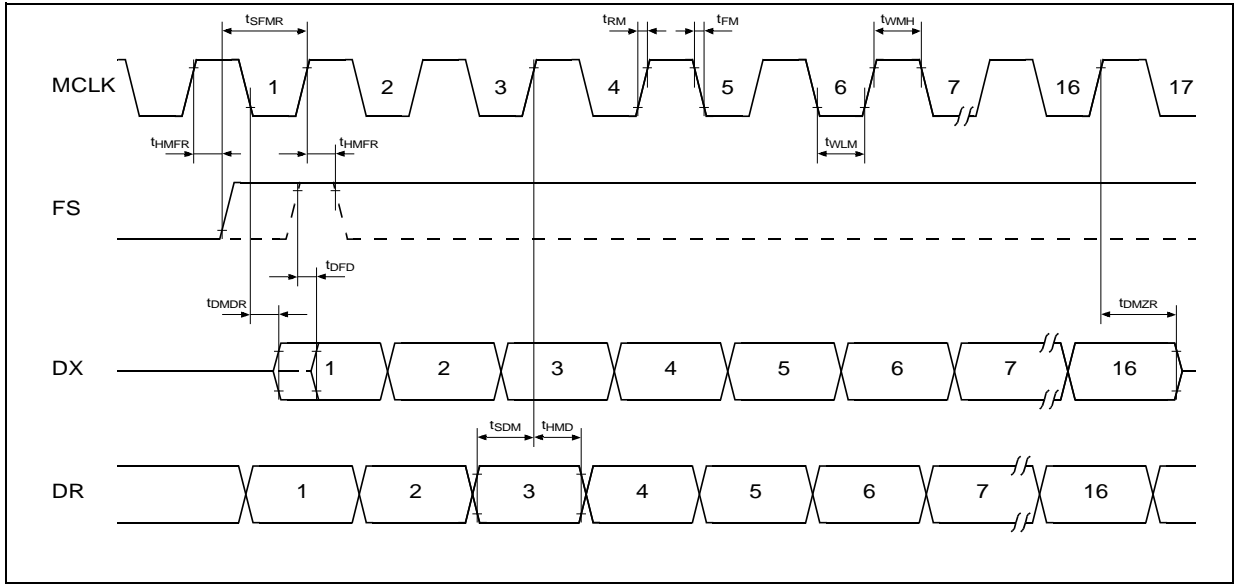 tSFMR tRM tFM tWMH
MCLK 1 2 3 4 5 6 7 16 17
tHMFR tHMFR tWLM
FS
tDFD
tDMDR tDMZR
DX 1 2 3 4 5 6 7 16
tSDM tHMD
DR 1 2 3 4 5 6 7 16